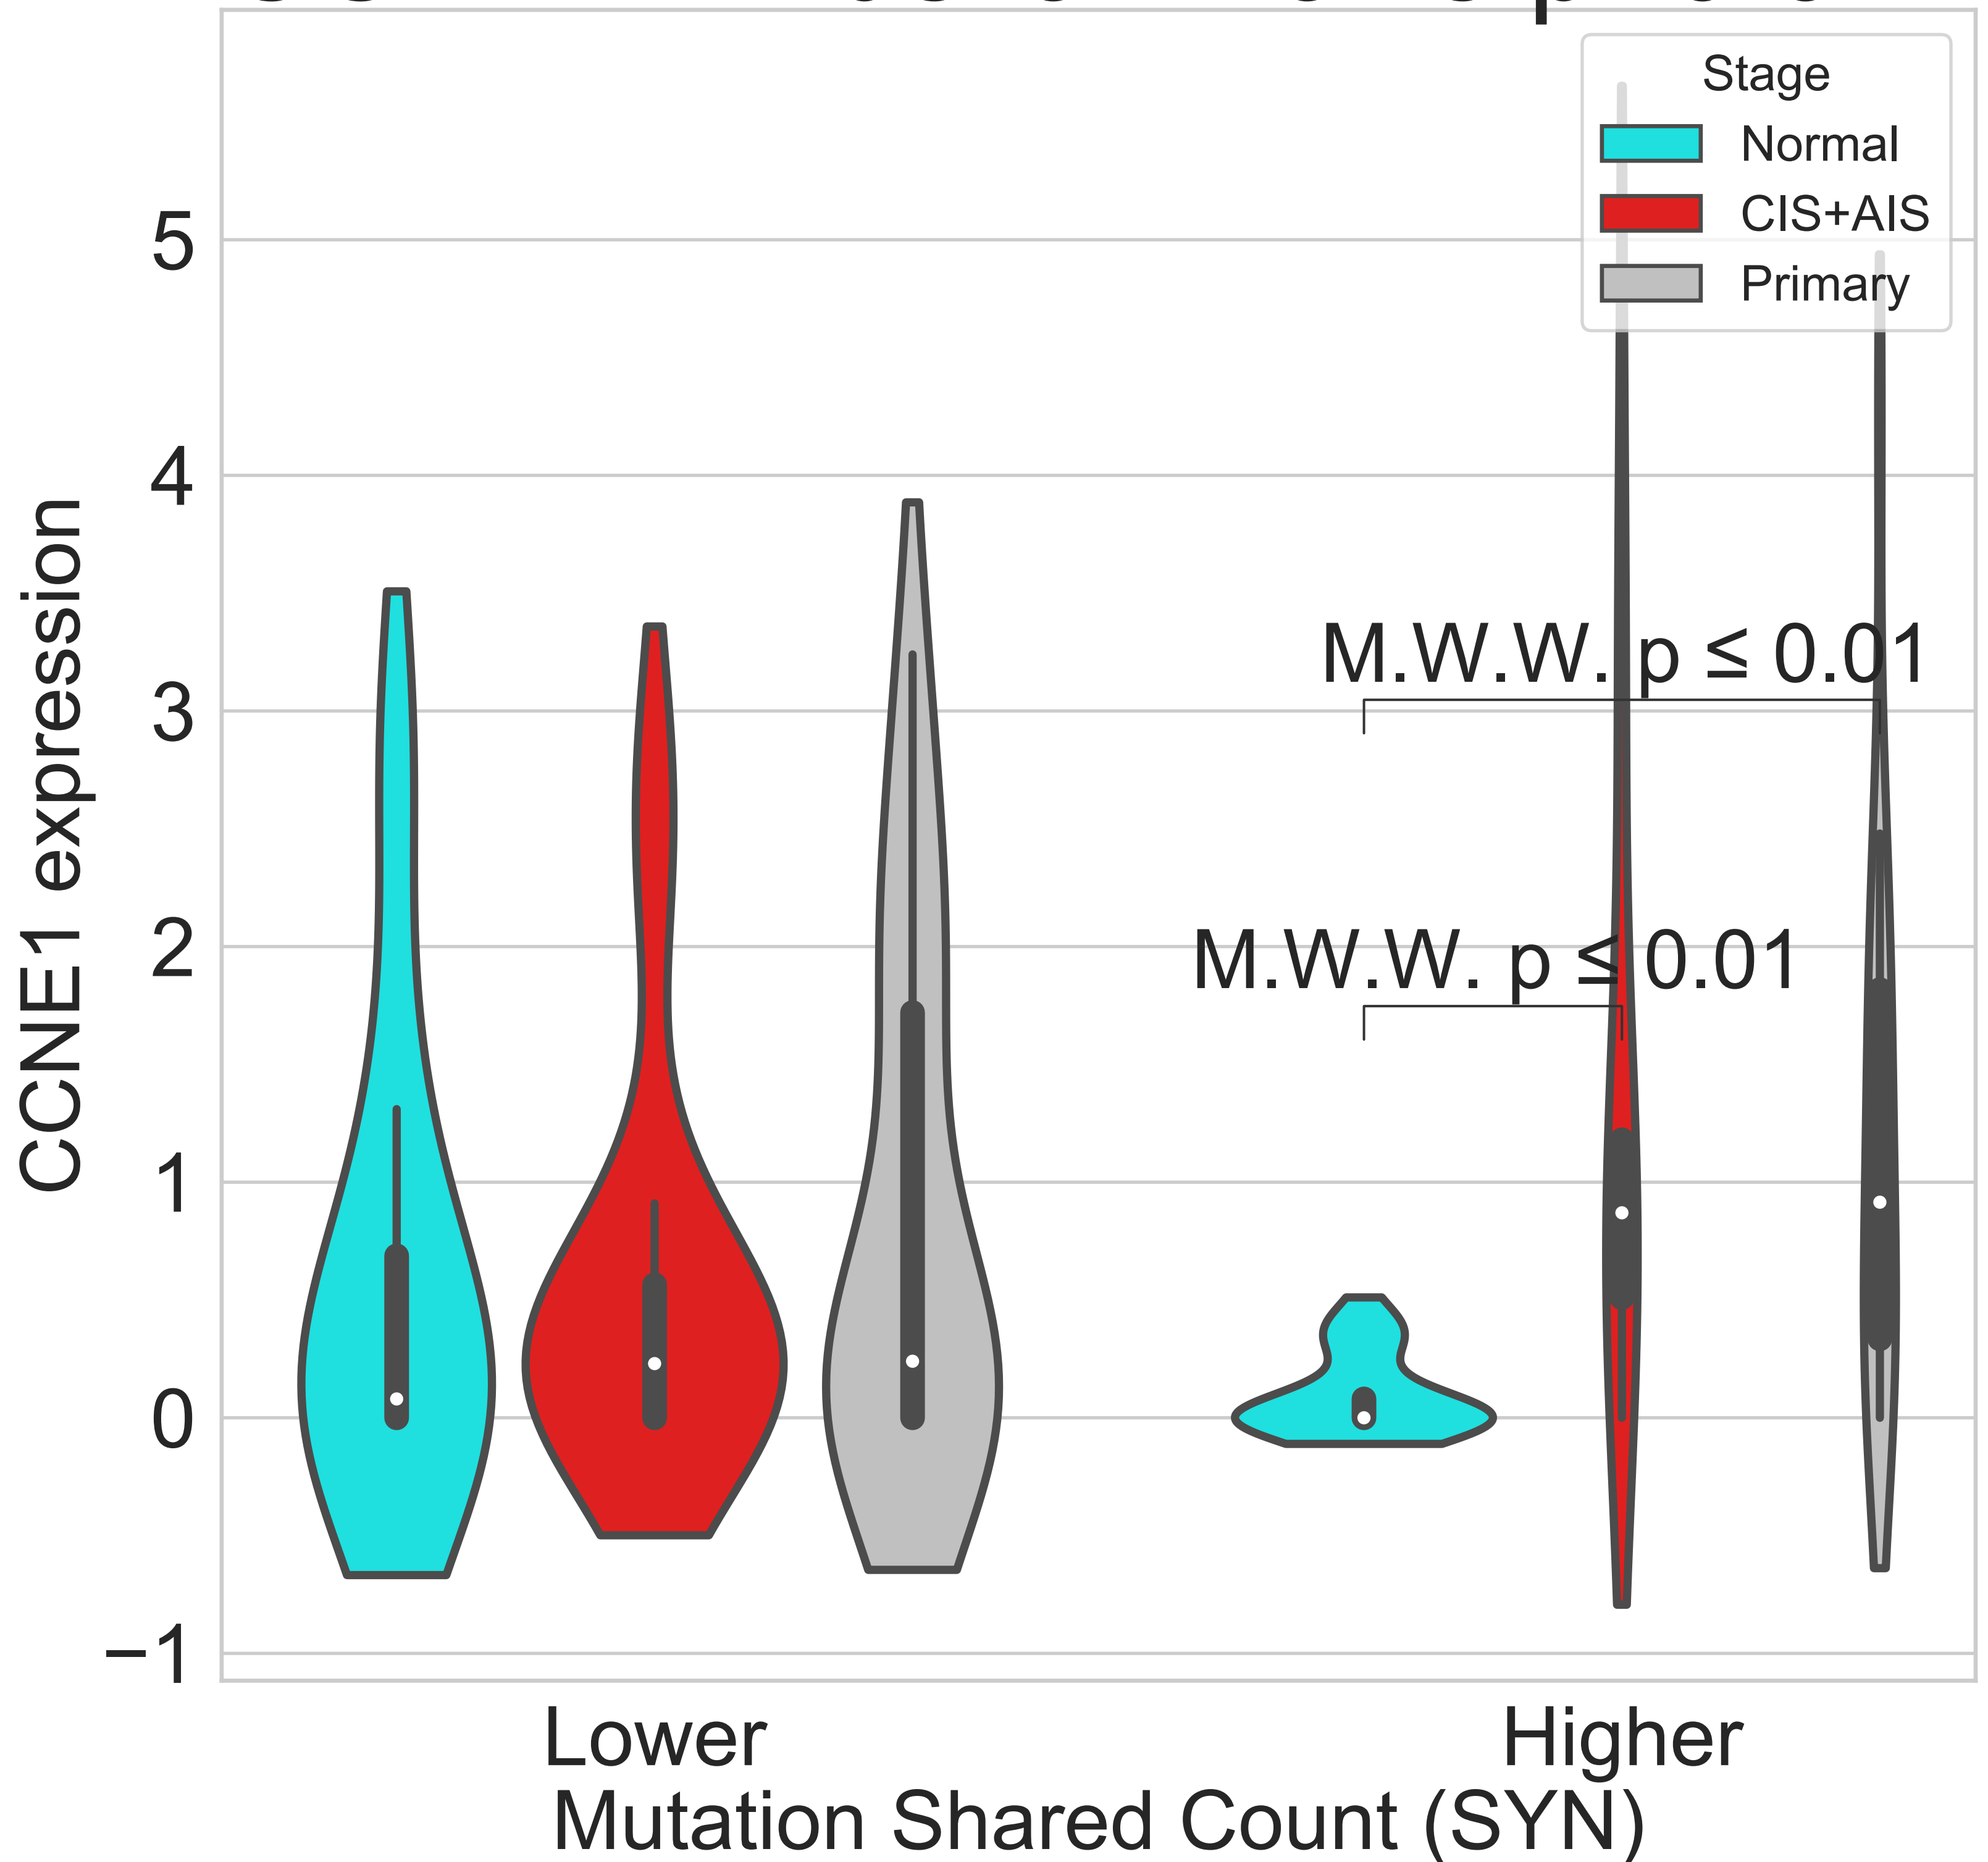 Stage
Normal
CIS+AIS
Primary
5
4
3
2
1
0
−1
CCNE1 expression
M.W.W. p ≤ 0.01
M.W.W. p ≤ 0.01
Lower
Higher
Mutation Shared Count (SYN)